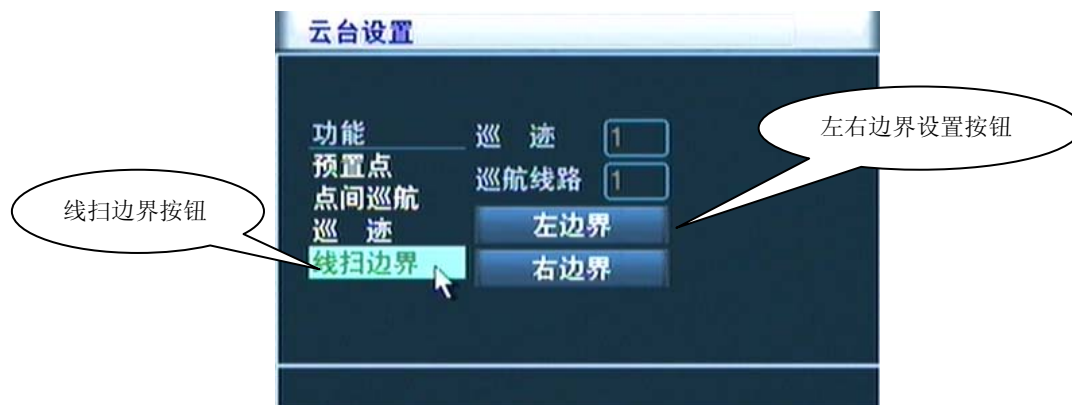 云台设置
功能
预置点
点间巡航
巡 迹
线扫边界
巡 迹 1
巡航线路 1
左边界
右边界
线扫边界按钮
左右边界设置按钮